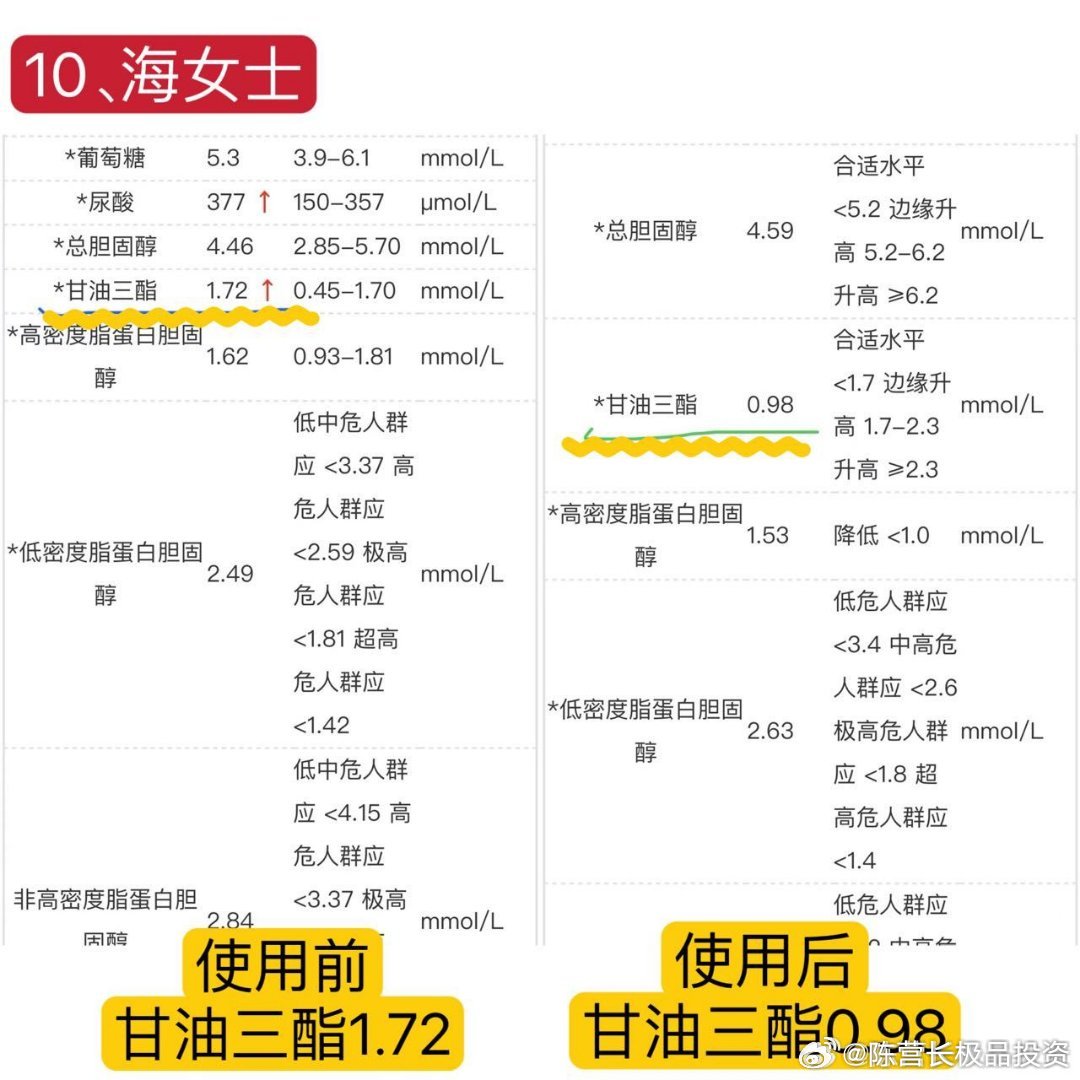 10、海女士
*葡萄糖 5.3 3.9–6.1 mmol/L
*尿酸 377 ↑ 150–357 μmol/L
*总胆固醇 4.46 2.85–5.70 mmol/L
*甘油三酯 1.72 ↑ 0.45–1.70 mmol/L
*高密度脂蛋白胆固
醇
1.62 0.93–1.81 mmol/L
*低密度脂蛋白胆固
醇
2.49
低中危人群
应 <3.37 高
危人群应
<2.59 极高
危人群应
<1.81 超高
危人群应
<1.42
mmol/L
非高密度脂蛋白胆
固醇
2.84
低中危人群
应 <4.15 高
危人群应
<3.37 极高
mmol/L
使用前
甘油三酯1.72
*总胆固醇 4.59
合适水平
<5.2 边缘升
高 5.2–6.2
升高 ≥6.2
mmol/L
*甘油三酯 0.98
合适水平
<1.7 边缘升
高 1.7–2.3
升高 ≥2.3
mmol/L
*高密度脂蛋白胆固
醇
1.53 降低 <1.0 mmol/L
*低密度脂蛋白胆固
醇
2.63
低危人群应
<3.4 中高危
人群应 <2.6
极高危人群
应 <1.8 超
高危人群应
<1.4
mmol/L
低危人群应
使用后
甘油三酯0.98
@陈营长极品投资